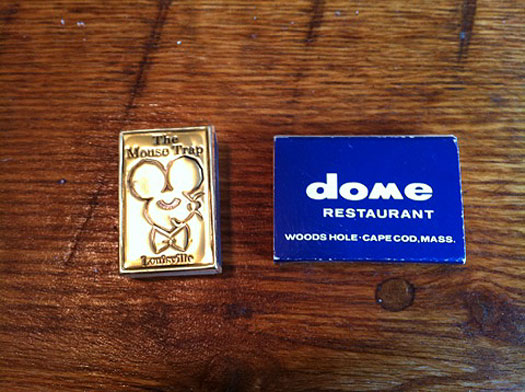 The
Mouse Trap
Louisville
dome
RESTAURANT
WOODS HOLE · CAPE COD, MASS.